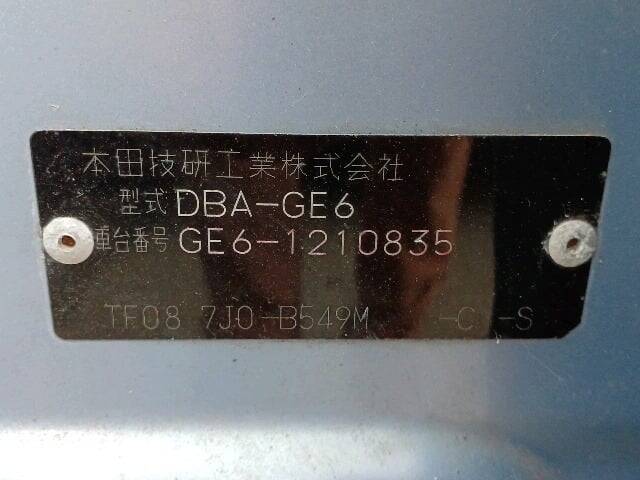 本田技研工業株式会社
型式 DBA-GE6
車台番号 GE6-1210835
TF08 7J0-B549M -C -S